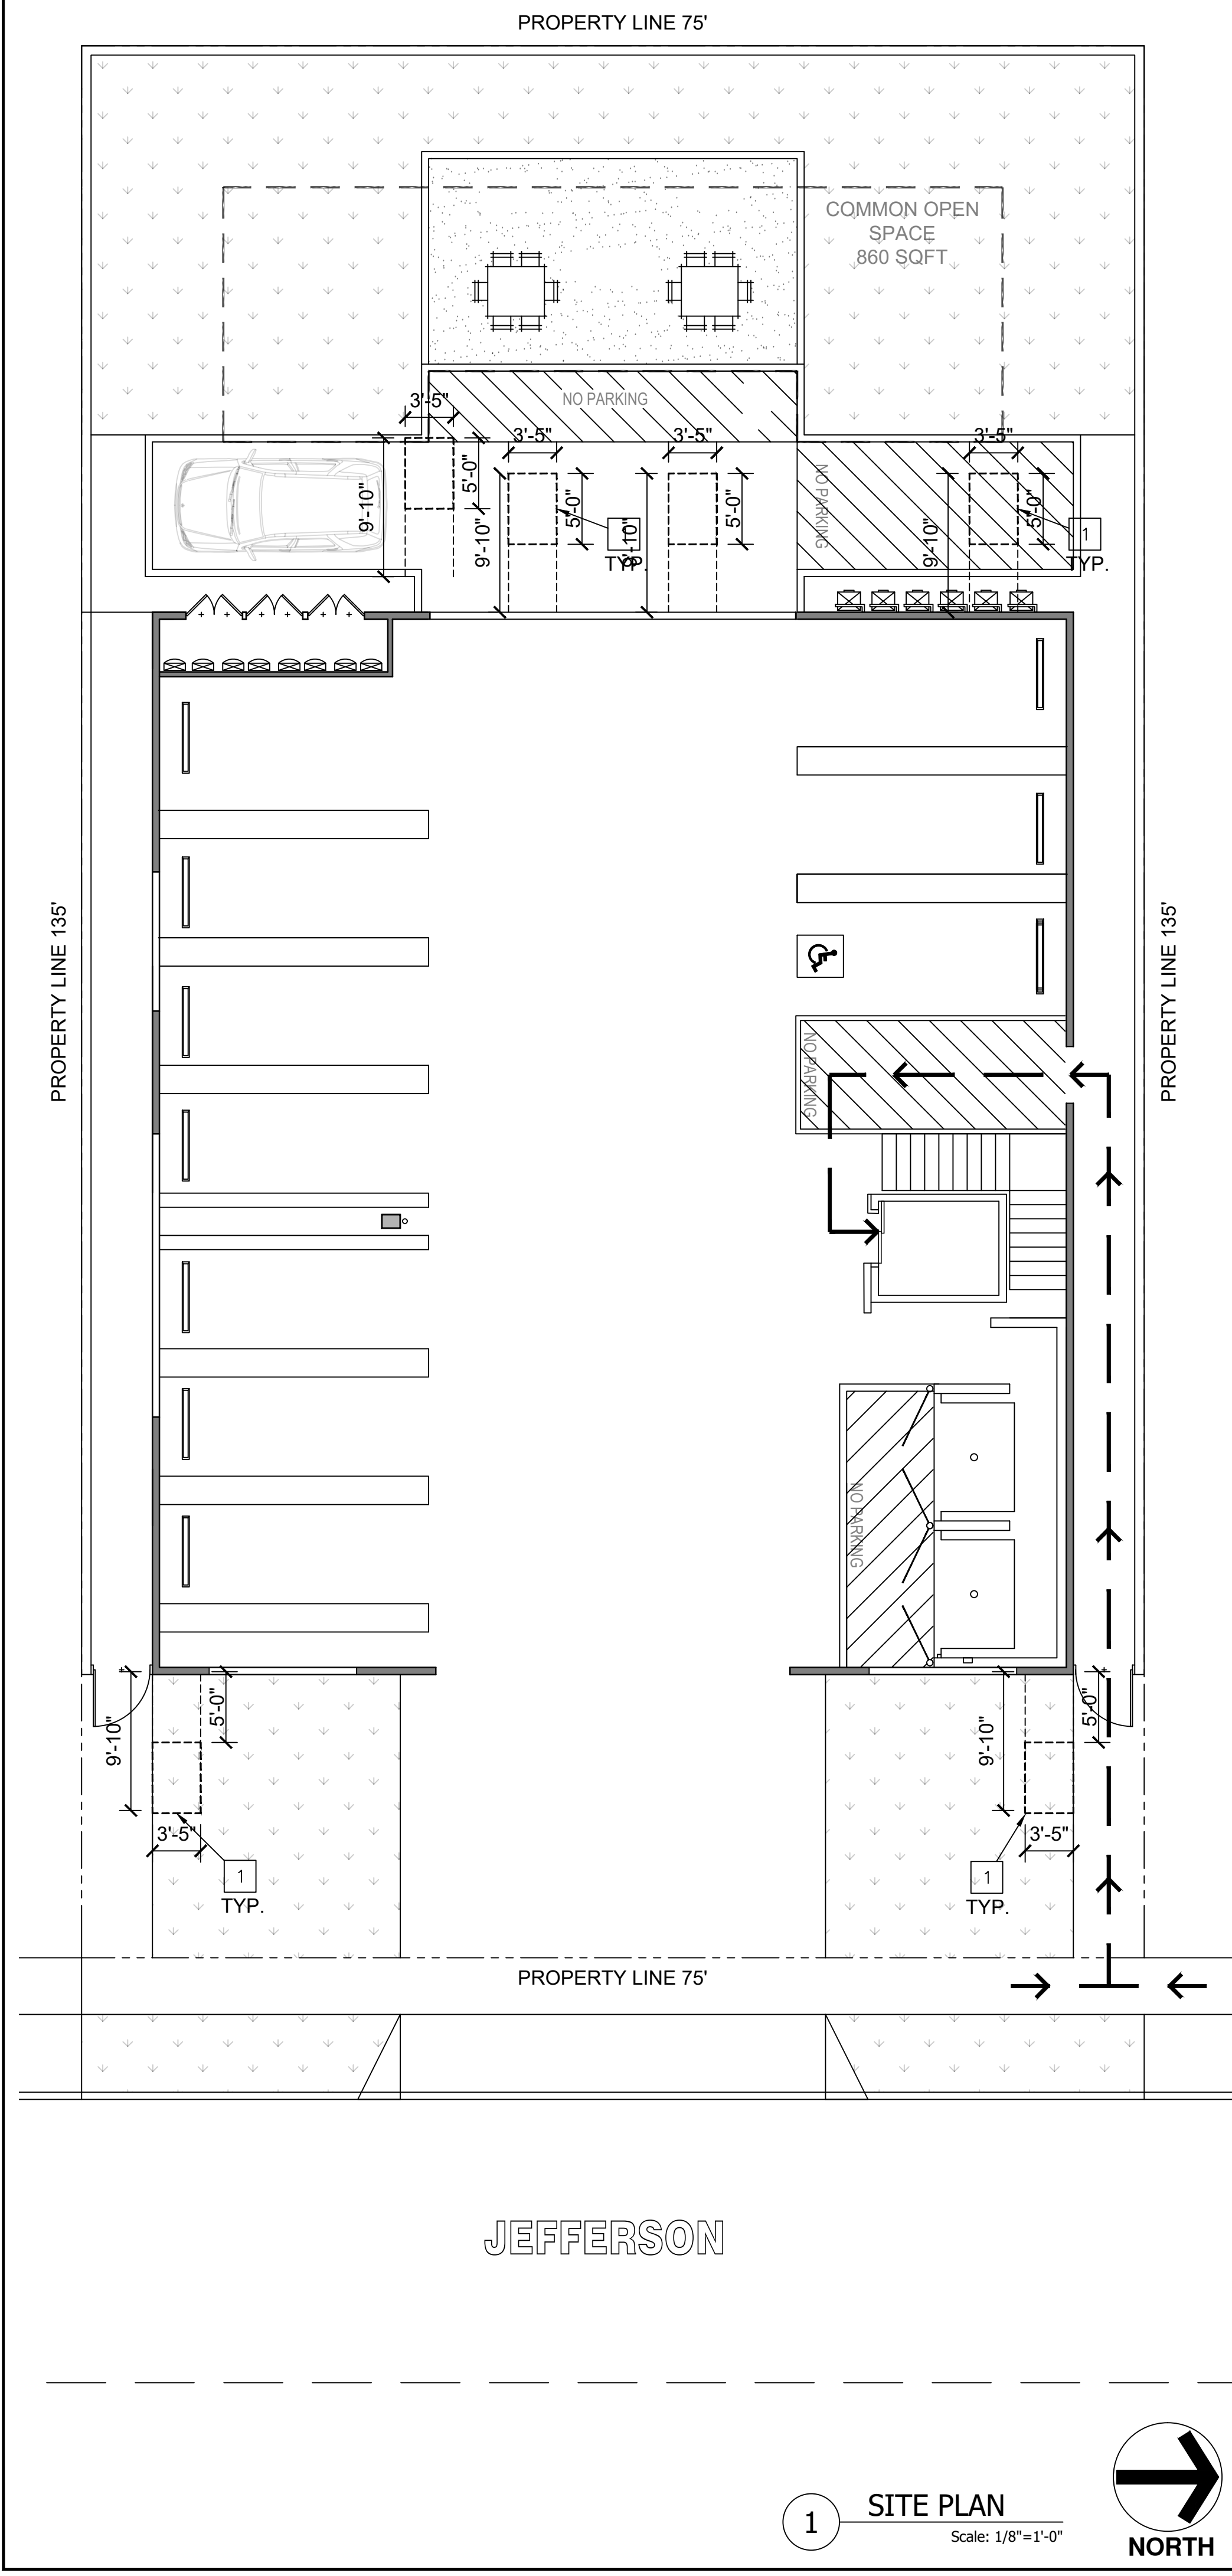 PROPERTY LINE 75'
COMMON OPEN
SPACE
860 SQFT
NO PARKING
3'-5"
3'-5"
3'-5"
3'-5"
9'-10"
5'-0"
9'-10"
5'-0"
1
TYP.
9'-10"
5'-0"
NO PARKING
9'-10"
5'-0"
1
TYP.
PROPERTY LINE 135'
PROPERTY LINE 135'
NO PARKING
NO PARKING
9'-10"
5'-0"
3'-5"
1
TYP.
9'-10"
5'-0"
3'-5"
1
TYP.
PROPERTY LINE 75'
JEFFERSON
1
SITE PLAN
Scale: 1/8"=1'-0"
NORTH